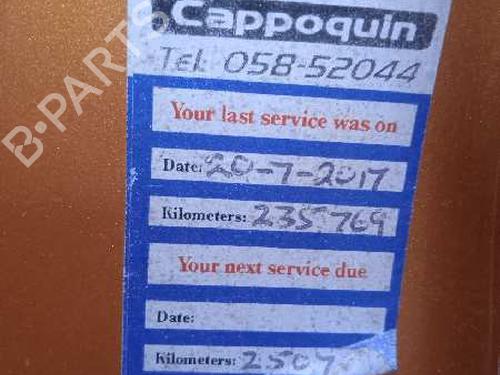 Cappoquin
Tel: 058-52044
B-PARTS
Your last service was on
Date: 20-7-2017
Kilometers: 235769
Your next service due
Date:
Kilometers: